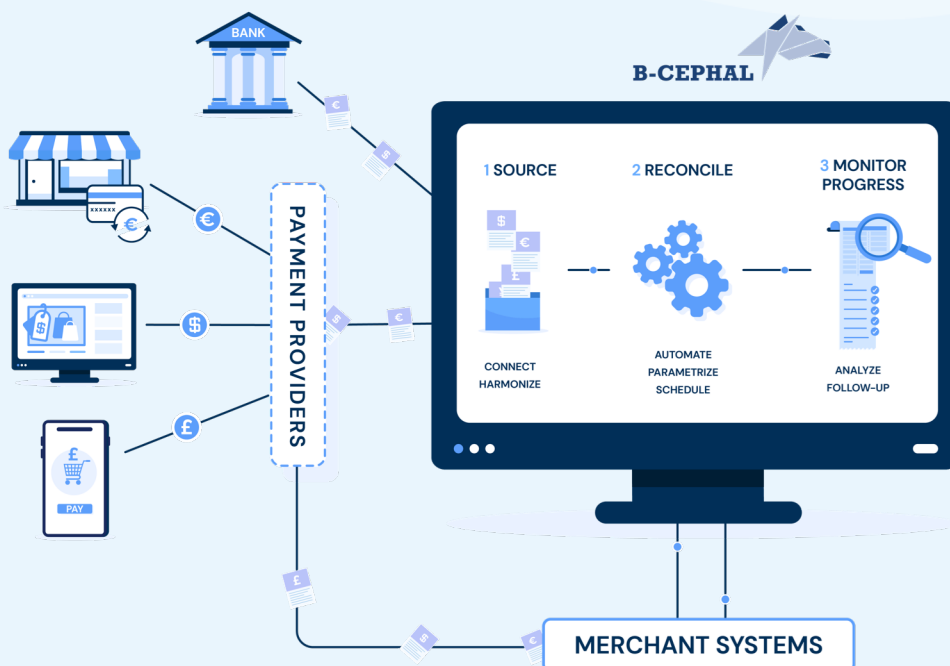 BANK
B-CEPHAL
1 SOURCE
2 RECONCILE
3 MONITOR
PROGRESS
$
€
£
CONNECT
HARMONIZE
AUTOMATE
PARAMETRIZE
SCHEDULE
ANALYZE
FOLLOW-UP
€
$
XXXXXX
€
€
PAYMENT PROVIDERS
$
$
$
€
£
£
PAY
£
$
€
MERCHANT SYSTEMS